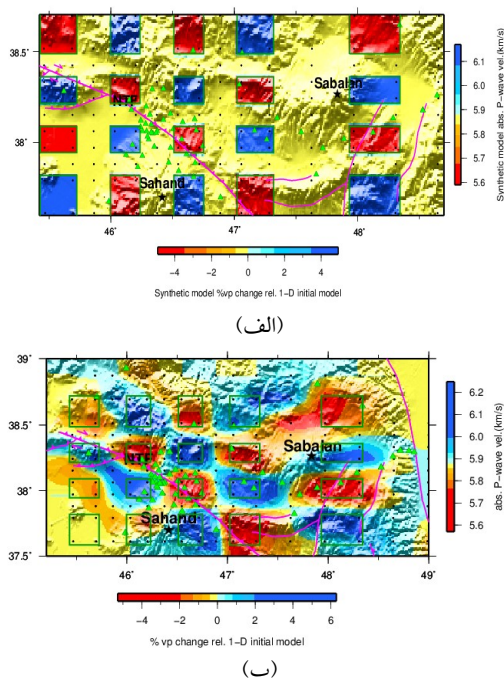 38.5˚
38˚
NTF
Sabalan
Sahand
46˚
47˚
48˚
6.1
6.0
5.9
5.8
5.7
5.6
Synthetic model abs. P-wave vel.(km/s)
-4 -2 0 2 4
Synthetic model %vp change rel. 1-D initial model
(الف)
39˚
38.5˚
38˚
37.5˚
NTF
Sabalan
Sahand
46˚
47˚
48˚
49˚
6.2
6.1
6.0
5.9
5.8
5.7
5.6
abs. P-wave vel.(km/s)
-4 -2 0 2 4 6
% vp change rel. 1-D initial model
(ب)